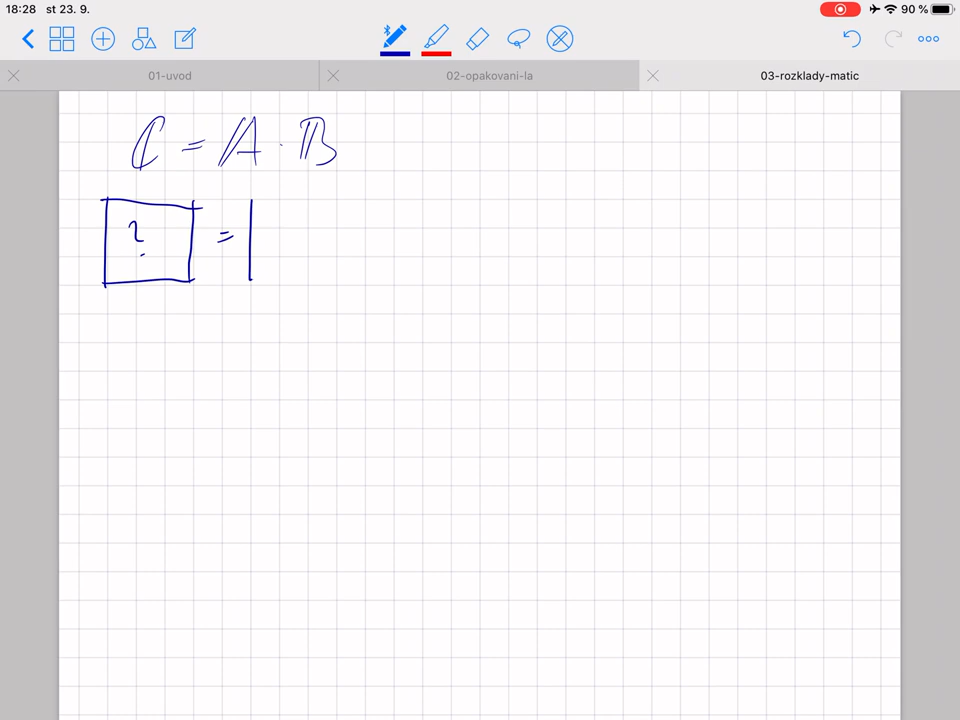 18:28 st 23. 9. 90 %
01-uvod 02-opakovani-la 03-rozklady-matic
ℂ = 𝔸 · 𝔹
? =